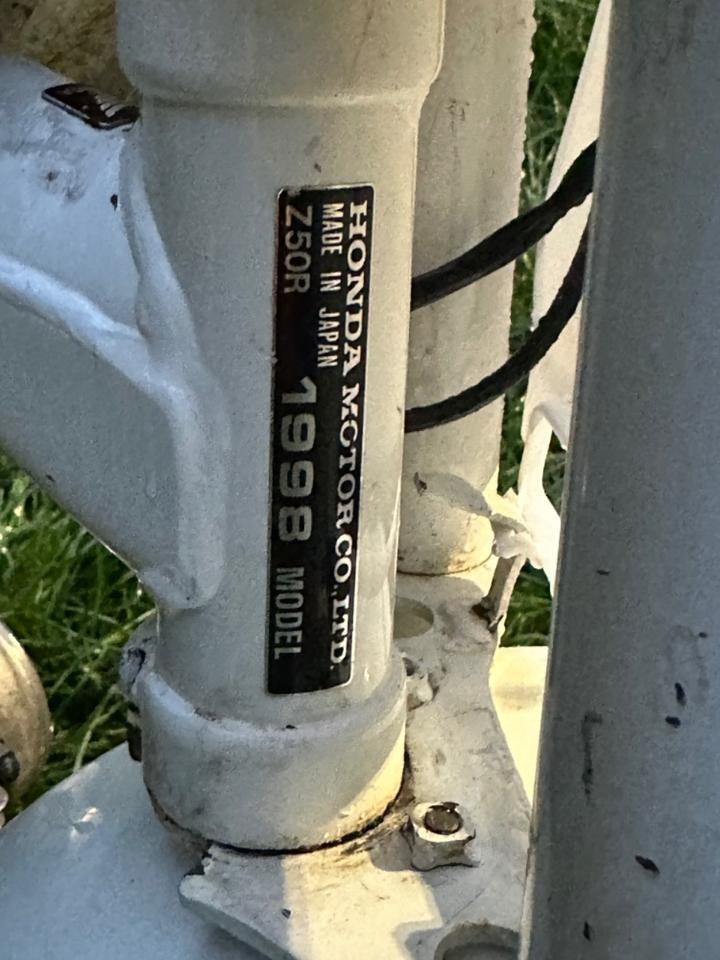 HONDA MOTOR CO., LTD.
MADE IN JAPAN
Z50R 1998 MODEL